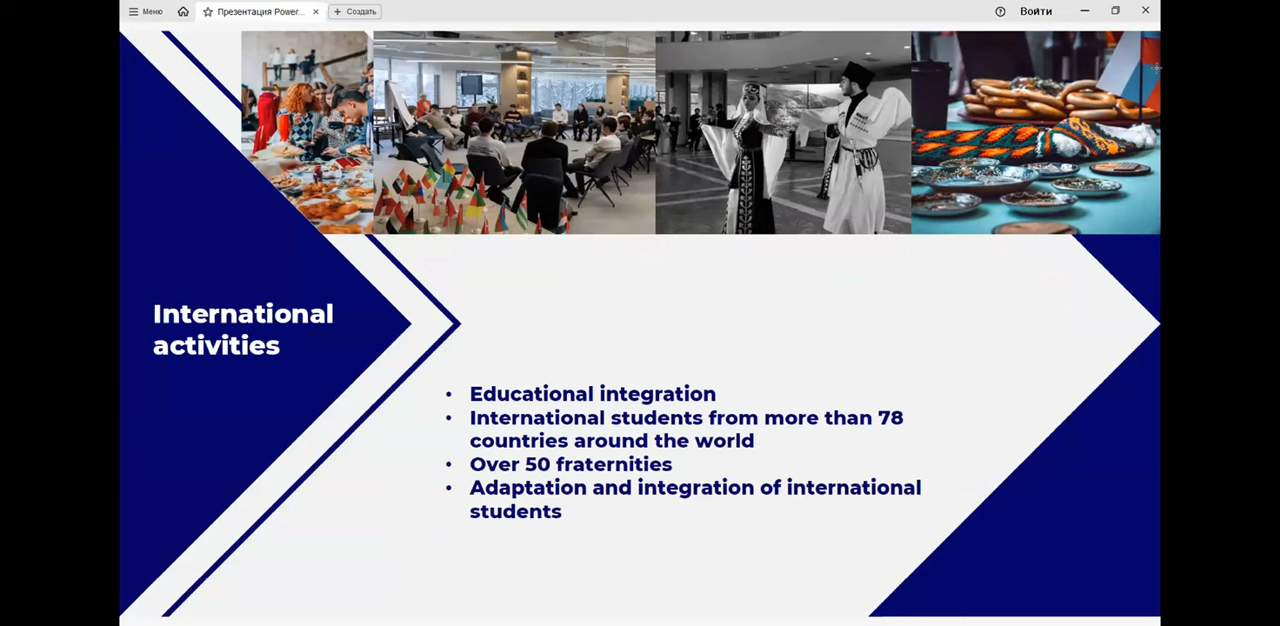 Меню
Презентация Power...
Создать
Войти
International
activities
• Educational integration
• International students from more than 78
countries around the world
• Over 50 fraternities
• Adaptation and integration of international
students